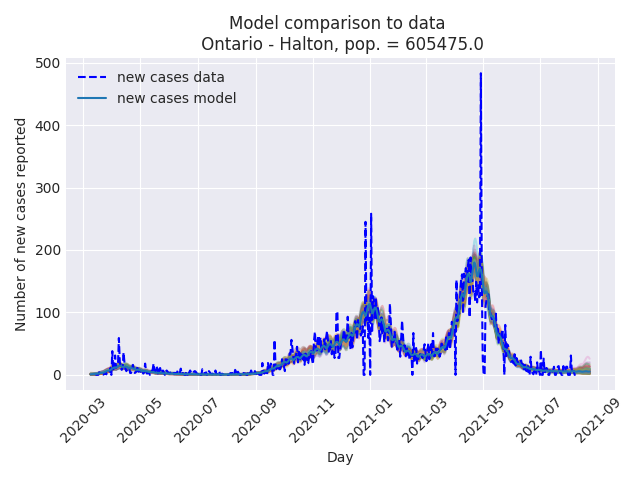 Model comparison to data
Ontario - Halton, pop. = 605475.0
new cases data
new cases model
Number of new cases reported
500
400
300
200
100
0
2020-03
2020-05
2020-07
2020-09
2020-11
2021-01
2021-03
2021-05
2021-07
2021-09
Day